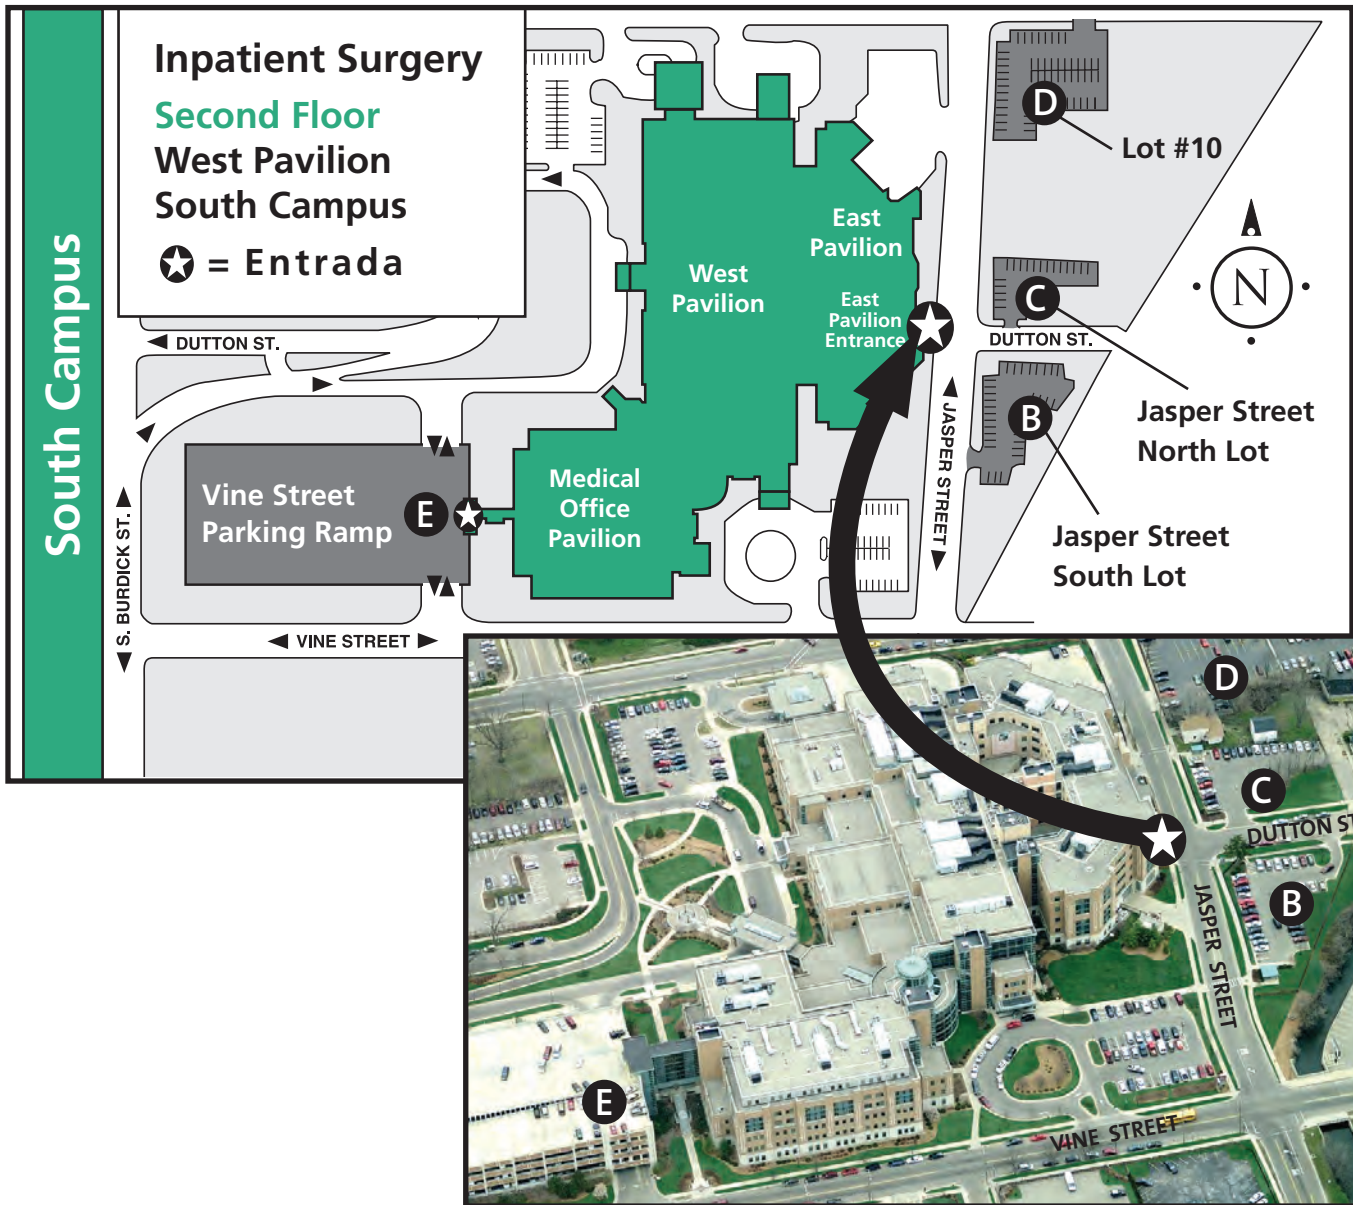 South Campus
Inpatient Surgery
Second Floor
West Pavilion
South Campus
= Entrada
D
Lot #10
East
Pavilion
West
Pavilion
East
Pavilion
Entrance
C
N
DUTTON ST.
DUTTON ST.
B
JASPER STREET
Jasper Street
North Lot
Vine Street
Parking Ramp
E
Medical
Office
Pavilion
Jasper Street
South Lot
S. BURDICK ST.
VINE STREET
D
C
DUTTON ST
B
JASPER STREET
E
VINE STREET